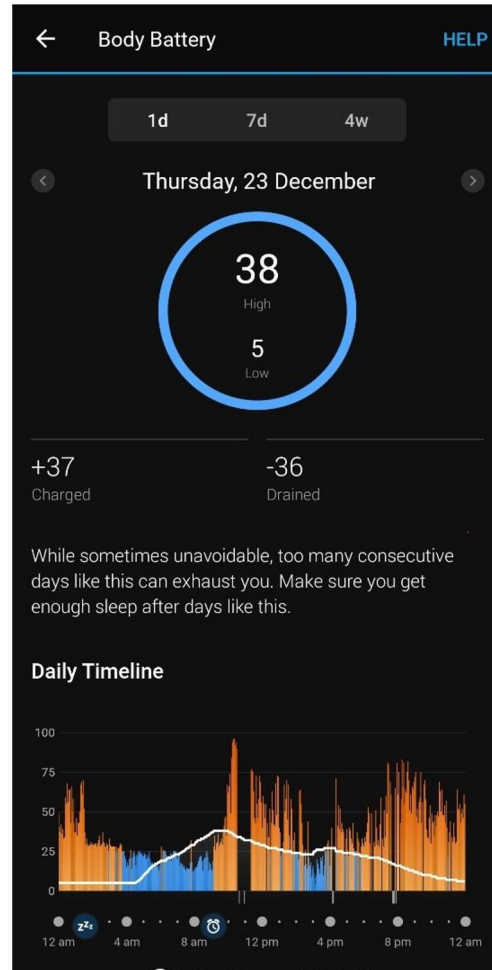 Body Battery HELP
1d 7d 4w
Thursday, 23 December
38
High
5
Low
+37 -36
Charged Drained
While sometimes unavoidable, too many consecutive
days like this can exhaust you. Make sure you get
enough sleep after days like this.
Daily Timeline
100
75
50
25
0
zzz
12 am 4 am 8 am 12 pm 4 pm 8 pm 12 am